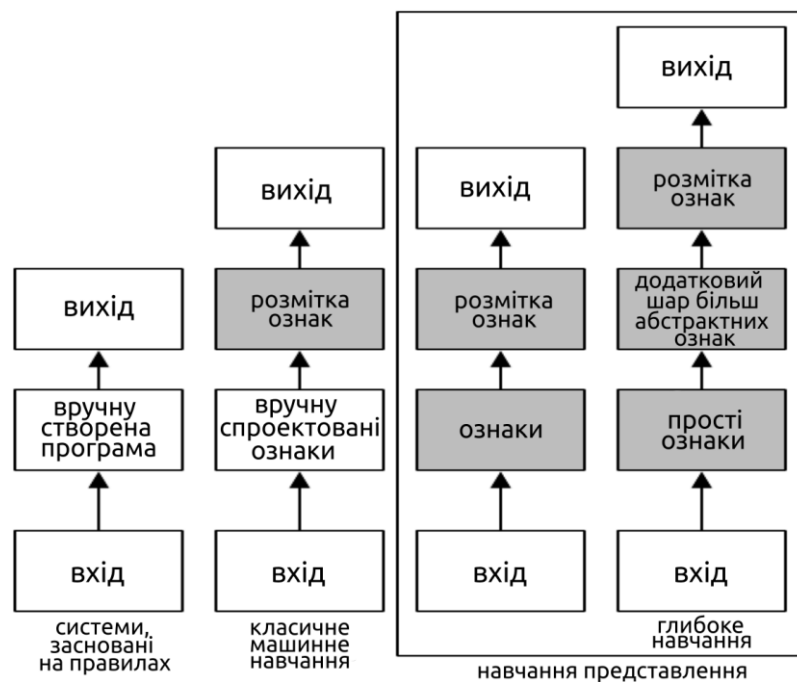 вихід
розмітка
ознак
додатковий
шар більш
абстрактних
ознак
прості
ознаки
вхід
глибоке
навчання
вихід
розмітка
ознак
ознаки
вхід
навчання представлення
вихід
розмітка
ознак
вручну
спроектовані
ознаки
вхід
класичне
машинне
навчання
вихід
вручну
створена
програма
вхід
системи,
засновані
на правилах